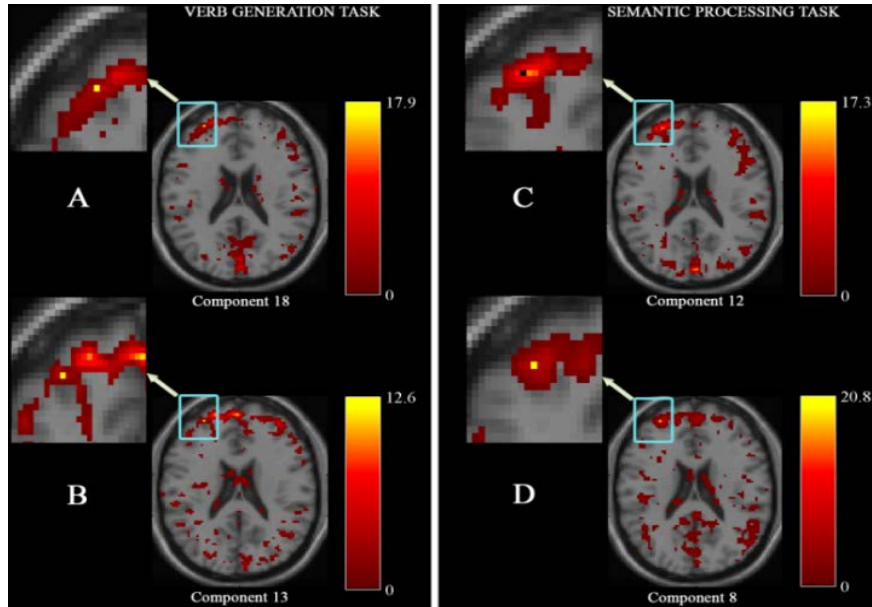 VERB GENERATION TASK
17.9
A
0
Component 18
12.6
B
0
Component 13
SEMANTIC PROCESSING TASK
17.3
C
0
Component 12
20.8
D
0
Component 8